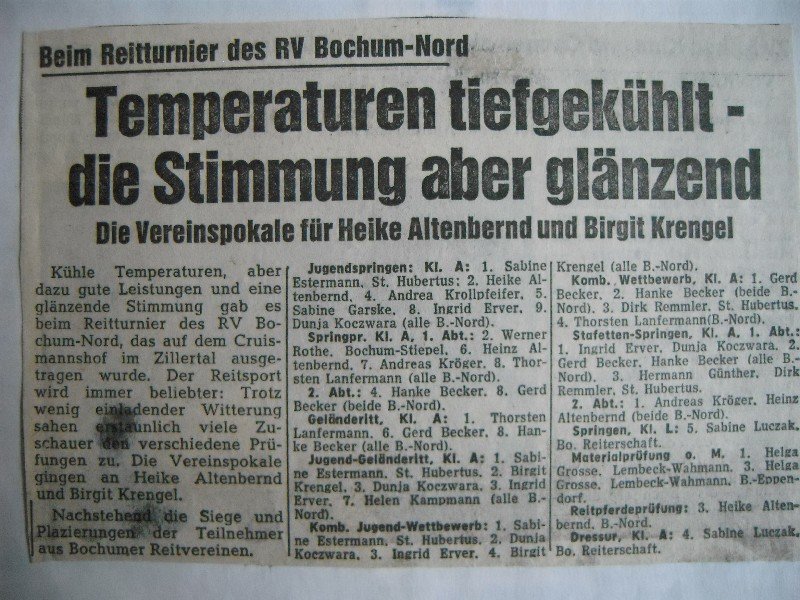 Beim Reitturnier des RV Bochum-Nord
Temperaturen tiefgekühlt -
die Stimmung aber glänzend
Die Vereinspokale für Heike Altenbernd und Birgit Krengel
Kühle Temperaturen, aber
dazu gute Leistungen und eine
glänzende Stimmung gab es
beim Reitturnier des RV Bo-
chum-Nord, das auf dem Cruis-
mannshof im Zillertal ausge-
tragen wurde. Der Reitsport
wird immer beliebter: Trotz
wenig einladender Witterung
sahen erstaunlich viele Zu-
schauer den verschiedene Prü-
fungen zu. Die Vereinspokale
gingen an Heike Altenbernd
und Birgit Krengel.
Nachstehend die Siege und
Plazierungen der Teilnehmer
aus Bochumer Reitvereinen.
Jugendspringen: Kl. A: 1. Sabine
Estermann, St. Hubertus; 2. Heike Al-
tenbernd, 4. Andrea Krollpfeifer, 5.
Sabine Garske, 8. Ingrid Erver, 9.
Dunja Koczwara (alle B.-Nord).
Springpr. Kl. A, 1. Abt.: 2. Werner
Rothe, Bochum-Stiepel, 6. Heinz Al-
tenbernd, 7. Andreas Kröger, 8. Thor-
sten Lanfermann (alle B.-Nord).
2. Abt.: 4. Hanke Becker, 8. Gerd
Becker (beide B.-Nord).
Geländeritt, Kl. A: 1. Thorsten
Lanfermann, 6. Gerd Becker, 8. Han-
ke Becker (alle B.-Nord).
Jugend-Geländeritt, Kl. A: 1. Sabi-
ne Estermann, St. Hubertus, 2. Birgit
Krengel, 3. Dunja Koczwara, 3. Ingrid
Erver, 7. Helen Kampmann (alle B.-
Nord).
Komb. Jugend-Wettbewerb: 1. Sabi-
ne Estermann, St. Hubertus, 2. Dunja
Koczwara, 3. Ingrid Erver, 4. Birgit
Krengel (alle B.-Nord).
Komb. Wettbewerb, Kl. A: 1. Gerd
Becker, 2. Hanke Becker (beide B.-
Nord), 3. Dirk Remmler, St. Hubertus,
4. Thorsten Lanfermann(B.-Nord).
Stafetten-Springen, Kl. A, 1. Abt.:
1. Ingrid Erver, Dunja Koczwara, 2.
Gerd Becker, Hanke Becker (alle B.-
Nord), 3. Hermann Günther, Dirk
Remmler, St. Hubertus.
2. Abt.: 1. Andreas Kröger, Heinz
Altenbernd (beide B.-Nord).
Springen, Kl. L: 5. Sabine Luczak,
Bo. Reiterschaft.
Materialprüfung o. M. 1. Helga
Grosse, Lembeck-Wahmann, 3. Helga
Grosse, Lembeck-Wahmann, B.-Eppen-
dorf.
Reitpferdeprüfung: 3. Heike Alten-
bernd, B.-Nord.
Dressur, Kl. A: 4. Sabine Luczak,
Bo. Reiterschaft.